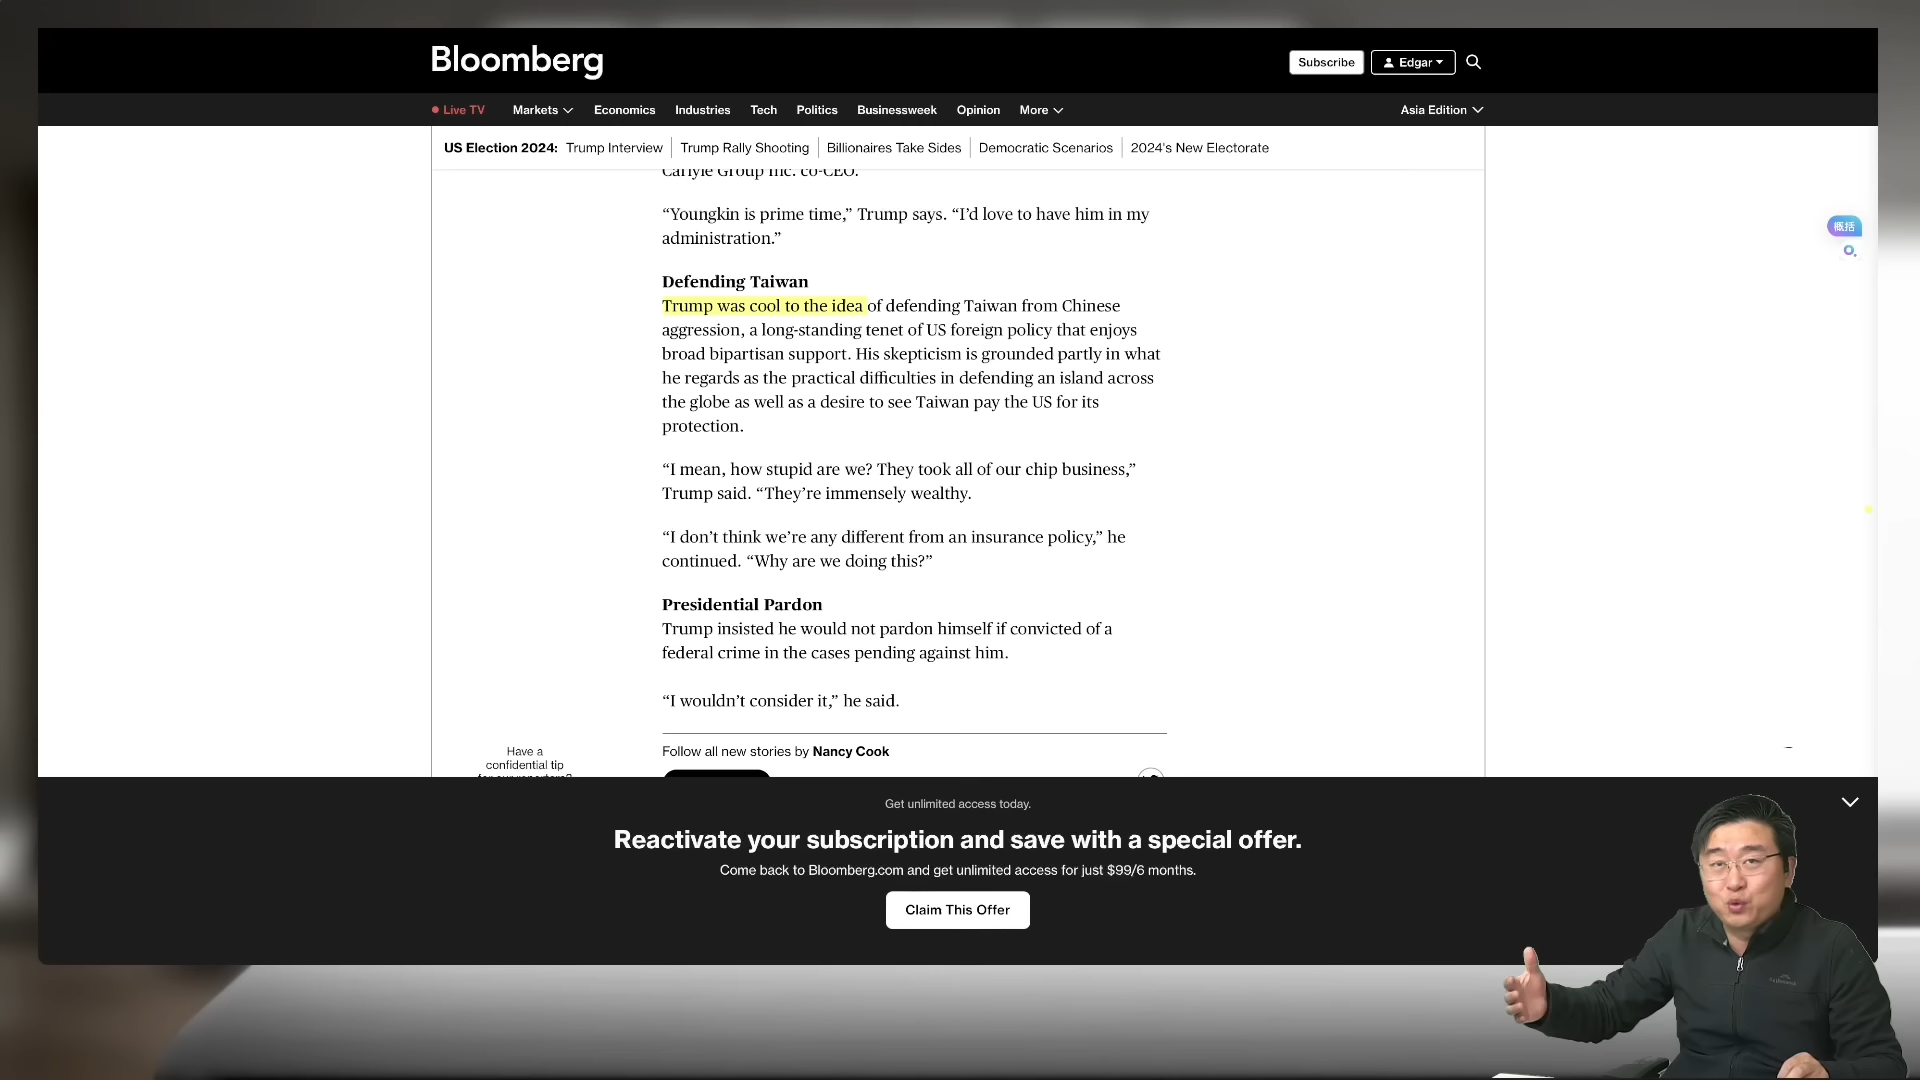 Bloomberg
Subscribe
Edgar
Live TV Markets Economics Industries Tech Politics Businessweek Opinion More Asia Edition
US Election 2024: Trump Interview Trump Rally Shooting Billionaires Take Sides Democratic Scenarios 2024's New Electorate
Carlyle Group Inc. co-CEO.
“Youngkin is prime time,” Trump says. “I’d love to have him in my
administration.”
概括
Defending Taiwan
Trump was cool to the idea of defending Taiwan from Chinese
aggression, a long-standing tenet of US foreign policy that enjoys
broad bipartisan support. His skepticism is grounded partly in what
he regards as the practical difficulties in defending an island across
the globe as well as a desire to see Taiwan pay the US for its
protection.
“I mean, how stupid are we? They took all of our chip business,”
Trump said. “They’re immensely wealthy.
“I don’t think we’re any different from an insurance policy,” he
continued. “Why are we doing this?”
Presidential Pardon
Trump insisted he would not pardon himself if convicted of a
federal crime in the cases pending against him.
“I wouldn’t consider it,” he said.
Follow all new stories by Nancy Cook
Have a
confidential tip
for our reporters?
Get unlimited access today.
Reactivate your subscription and save with a special offer.
Come back to Bloomberg.com and get unlimited access for just $99/6 months.
Claim This Offer